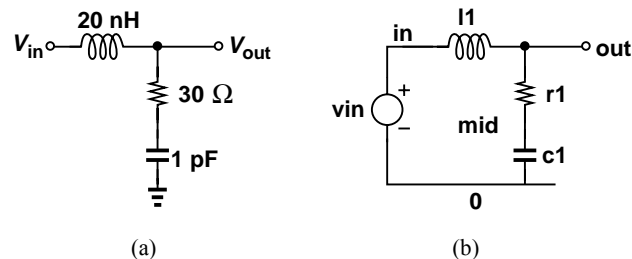 20 nH
Vin
Vout
30 Ω
1 pF
(a)
in
l1
out
vin
+
−
r1
mid
c1
0
(b)